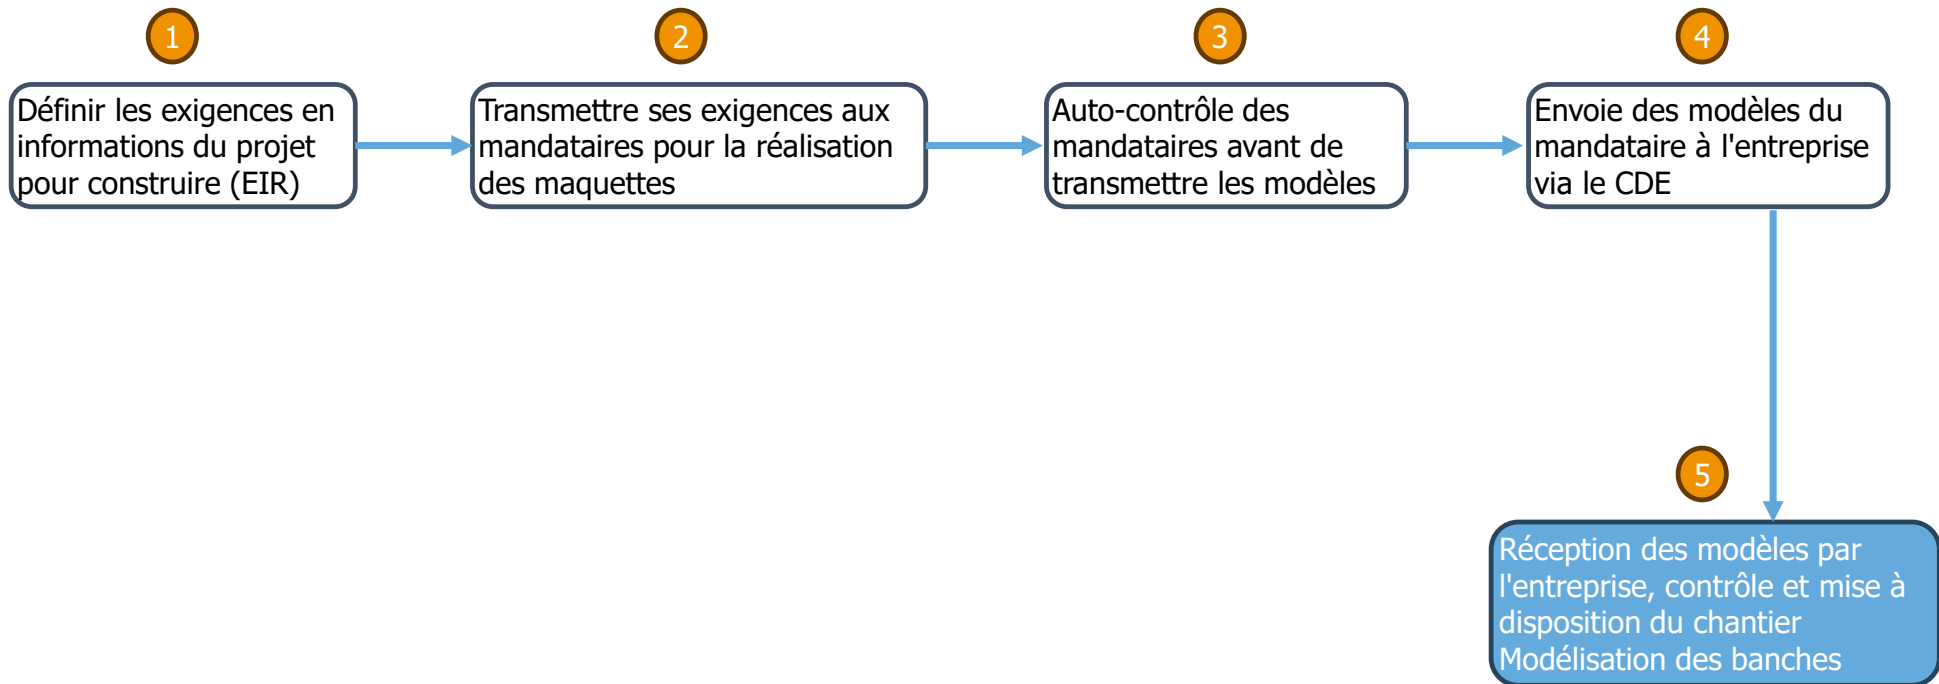 1
Définir les exigences en
informations du projet
pour construire (EIR)
2
Transmettre ses exigences aux
mandataires pour la réalisation
des maquettes
3
Auto-contrôle des
mandataires avant de
transmettre les modèles
4
Envoie des modèles du
mandataire à l'entreprise
via le CDE
5
Réception des modèles par
l'entreprise, contrôle et mise à
disposition du chantier
Modélisation des banches